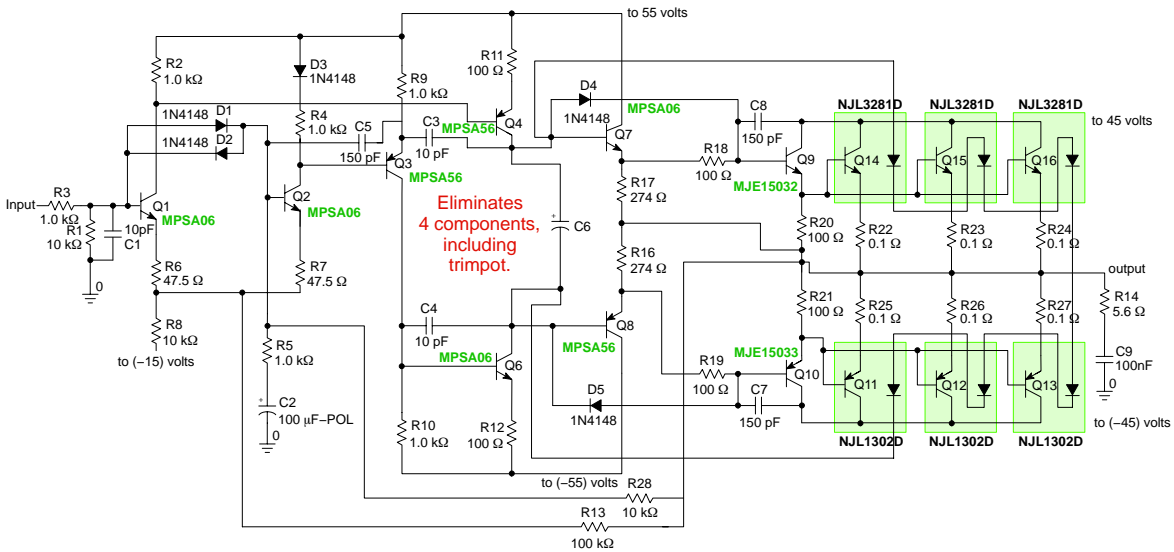 to 55 volts
R2
1.0 kΩ
D3
1N4148
R9
1.0 kΩ
R11
100 Ω
D4
1N4148
MPSA06
Q7
C8
150 pF
NJL3281D
NJL3281D
NJL3281D
to 45 volts
1N4148
D1
1N4148
D2
R4
1.0 kΩ
C5
150 pF
C3
10 pF
MPSA56
Q4
R18
100 Ω
Q9
MJE15032
Q14
Q15
Q16
Q3
MPSA56
Input
R3
1.0 kΩ
R1
10 kΩ
10pF
C1
0
Q1
MPSA06
Q2
MPSA06
Eliminates
4 components,
including
trimpot.
+
C6
R17
274 Ω
R16
274 Ω
R20
100 Ω
R22
0.1 Ω
R23
0.1 Ω
R24
0.1 Ω
R6
47.5 Ω
R7
47.5 Ω
output
R21
100 Ω
R25
0.1 Ω
R26
0.1 Ω
R27
0.1 Ω
R14
5.6 Ω
C9
100nF
0
R8
10 kΩ
to (−15) volts
R5
1.0 kΩ
C4
10 pF
MPSA06
Q6
Q8
MPSA56
MJE15033
Q10
R19
100 Ω
C7
150 pF
D5
1N4148
Q11
Q12
Q13
to (−45) volts
NJL1302D
NJL1302D
NJL1302D
+
C2
100 µF−POL
0
R10
1.0 kΩ
R12
100 Ω
to (−55) volts
R28
10 kΩ
R13
100 kΩ